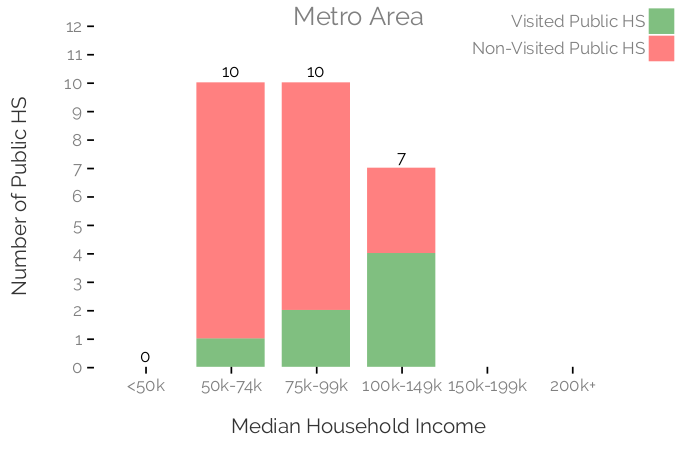 Metro Area
Visited Public HS
Non-Visited Public HS
Number of Public HS
12
11
10
9
8
7
6
5
4
3
2
1
0
0
10
10
7
<50k
50k-74k
75k-99k
100k-149k
150k-199k
200k+
Median Household Income